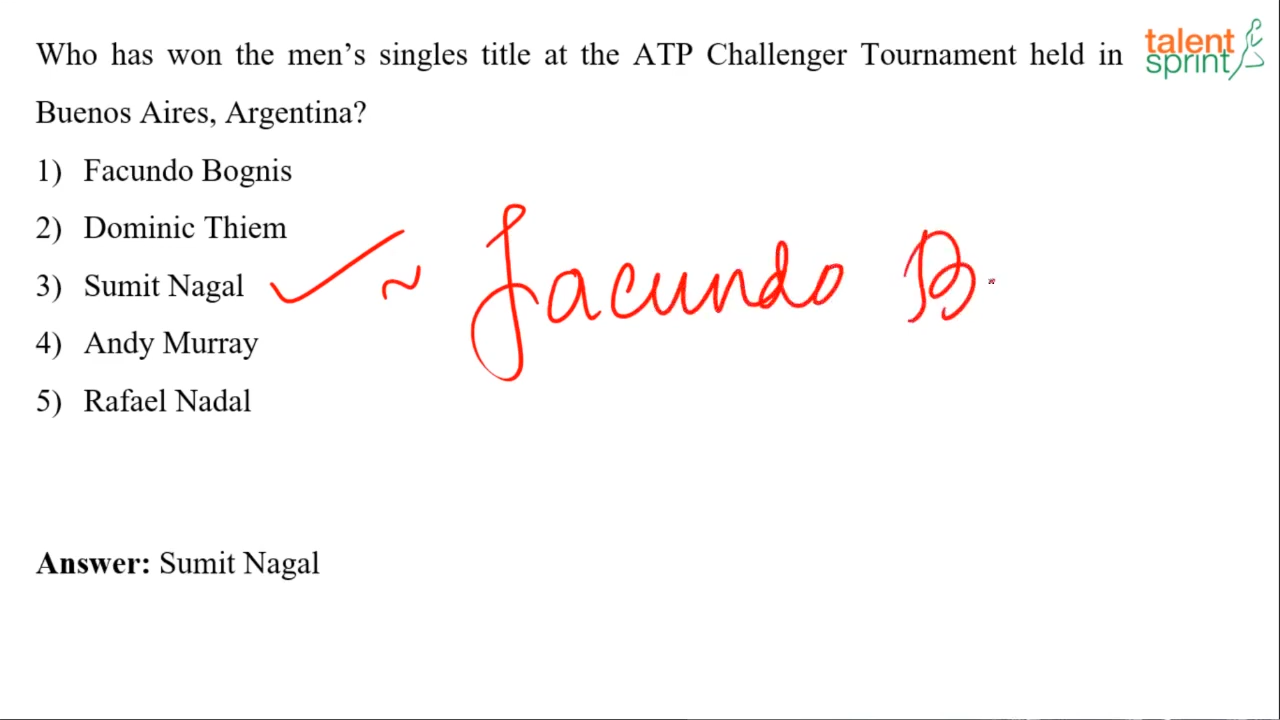 Who has won the men's singles title at the ATP Challenger Tournament held in
talent
sprint
Buenos Aires, Argentina?
1) Facundo Bognis
2) Dominic Thiem
3) Sumit Nagal
~ Facundo B
4) Andy Murray
5) Rafael Nadal
Answer: Sumit Nagal